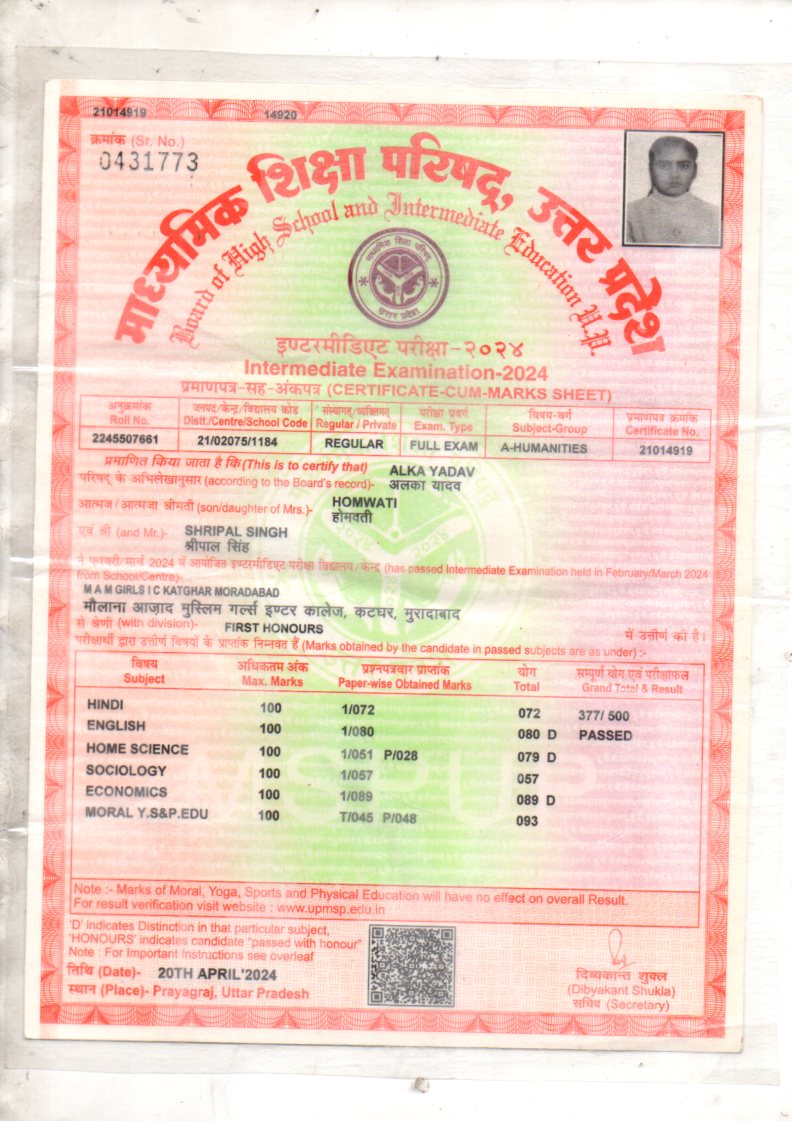 21014919 14920
क्रमांक (Sr. No.)
0431773
माध्यमिक शिक्षा परिषद्, उत्तर प्रदेश
Board of High School and Intermediate Education U.P.
माध्यमिक शिक्षा परिषद्
उत्तर प्रदेश
इण्टरमीडिएट परीक्षा-२०२४
Intermediate Examination-2024
प्रमाणपत्र-सह-अंकपत्र (CERTIFICATE-CUM-MARKS SHEET)
अनुक्रमांक जनपद/केन्द्र/विद्यालय कोड संस्थागत/व्यक्तिगत परीक्षा प्रवर्ग विषय-वर्ग प्रमाणपत्र क्रमांक
Roll No. Distt./Centre/School Code Regular / Private Exam. Type Subject-Group Certificate No.
2245507661 21/02075/1184 REGULAR FULL EXAM A-HUMANITIES 21014919
प्रमाणित किया जाता है कि (This is to certify that) ALKA YADAV
परिषद् के अभिलेखानुसार (according to the Board's record)- अलका यादव
आत्मज/आत्मजा श्रीमती (son/daughter of Mrs.)- HOMWATI
होमवती
एवं श्री (and Mr.)- SHRIPAL SINGH
श्रीपाल सिंह
ने फरवरी/मार्च 2024 में आयोजित इण्टरमीडिएट परीक्षा विद्यालय/केन्द्र (has passed Intermediate Examination held in February/March 2024
from School/Centre)-
M A M GIRLS I C KATGHAR MORADABAD
मौलाना आज़ाद मुस्लिम गर्ल्स इण्टर कालेज, कटघर, मुरादाबाद
से श्रेणी (with division)- FIRST HONOURS में उत्तीर्ण की है।
परीक्षार्थी द्वारा उत्तीर्ण विषयों के प्राप्तांक निम्नवत हैं (Marks obtained by the candidate in passed subjects are as under) :-
विषय अधिकतम अंक प्रश्नपत्रवार प्राप्तांक योग सम्पूर्ण योग एवं परीक्षाफल
Subject Max. Marks Paper-wise Obtained Marks Total Grand Total & Result
HINDI 100 1/072 072 377/ 500
ENGLISH 100 1/080 080 D PASSED
HOME SCIENCE 100 1/051 P/028 079 D
SOCIOLOGY 100 1/057 057
ECONOMICS 100 1/089 089 D
MORAL Y.S&P.EDU 100 T/045 P/048 093
MSPUP
Note :- Marks of Moral, Yoga, Sports and Physical Education will have no effect on overall Result.
For result verification visit website : www.upmsp.edu.in
'D' indicates Distinction in that particular subject,
'HONOURS' indicates candidate "passed with honour"
Note : For Important Instructions see overleaf
तिथि (Date)- 20TH APRIL'2024
स्थान (Place)- Prayagraj, Uttar Pradesh
दिव्यकान्त शुक्ल
(Dibyakant Shukla)
सचिव (Secretary)